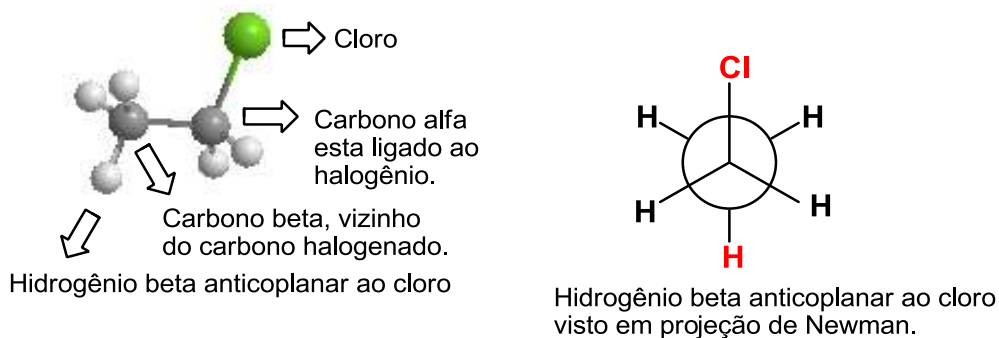 Cloro
Carbono alfa
esta ligado ao
halogênio.
Carbono beta, vizinho
do carbono halogenado.
Hidrogênio beta anticoplanar ao cloro
Cl
H
H
H
H
H
Hidrogênio beta anticoplanar ao cloro
visto em projeção de Newman.